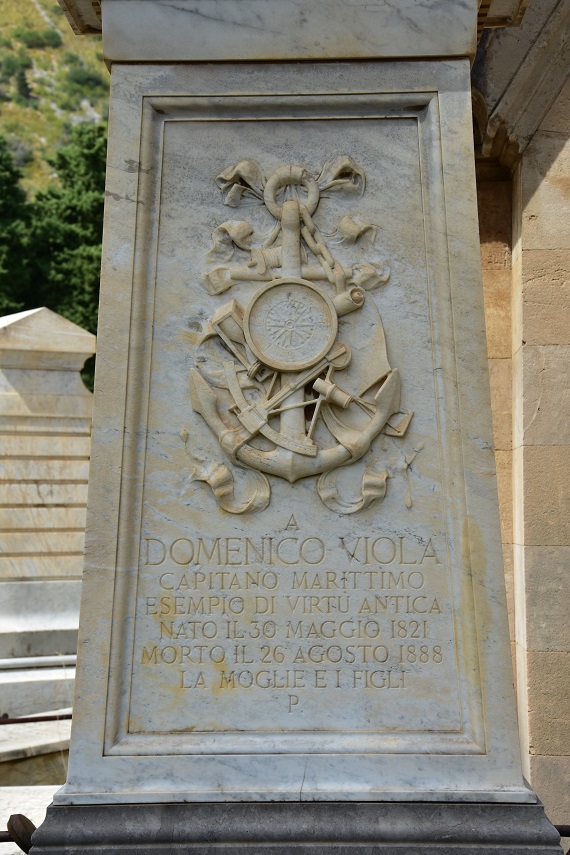 A
DOMENICO VIOLA
CAPITANO MARITTIMO
ESEMPIO DI VIRTÙ ANTICA
NATO IL 30 MAGGIO 1821
MORTO IL 26 AGOSTO 1888
LA MOGLIE E I FIGLI
P.